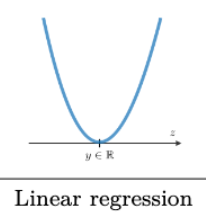 z
y ∈ ℝ
Linear regression